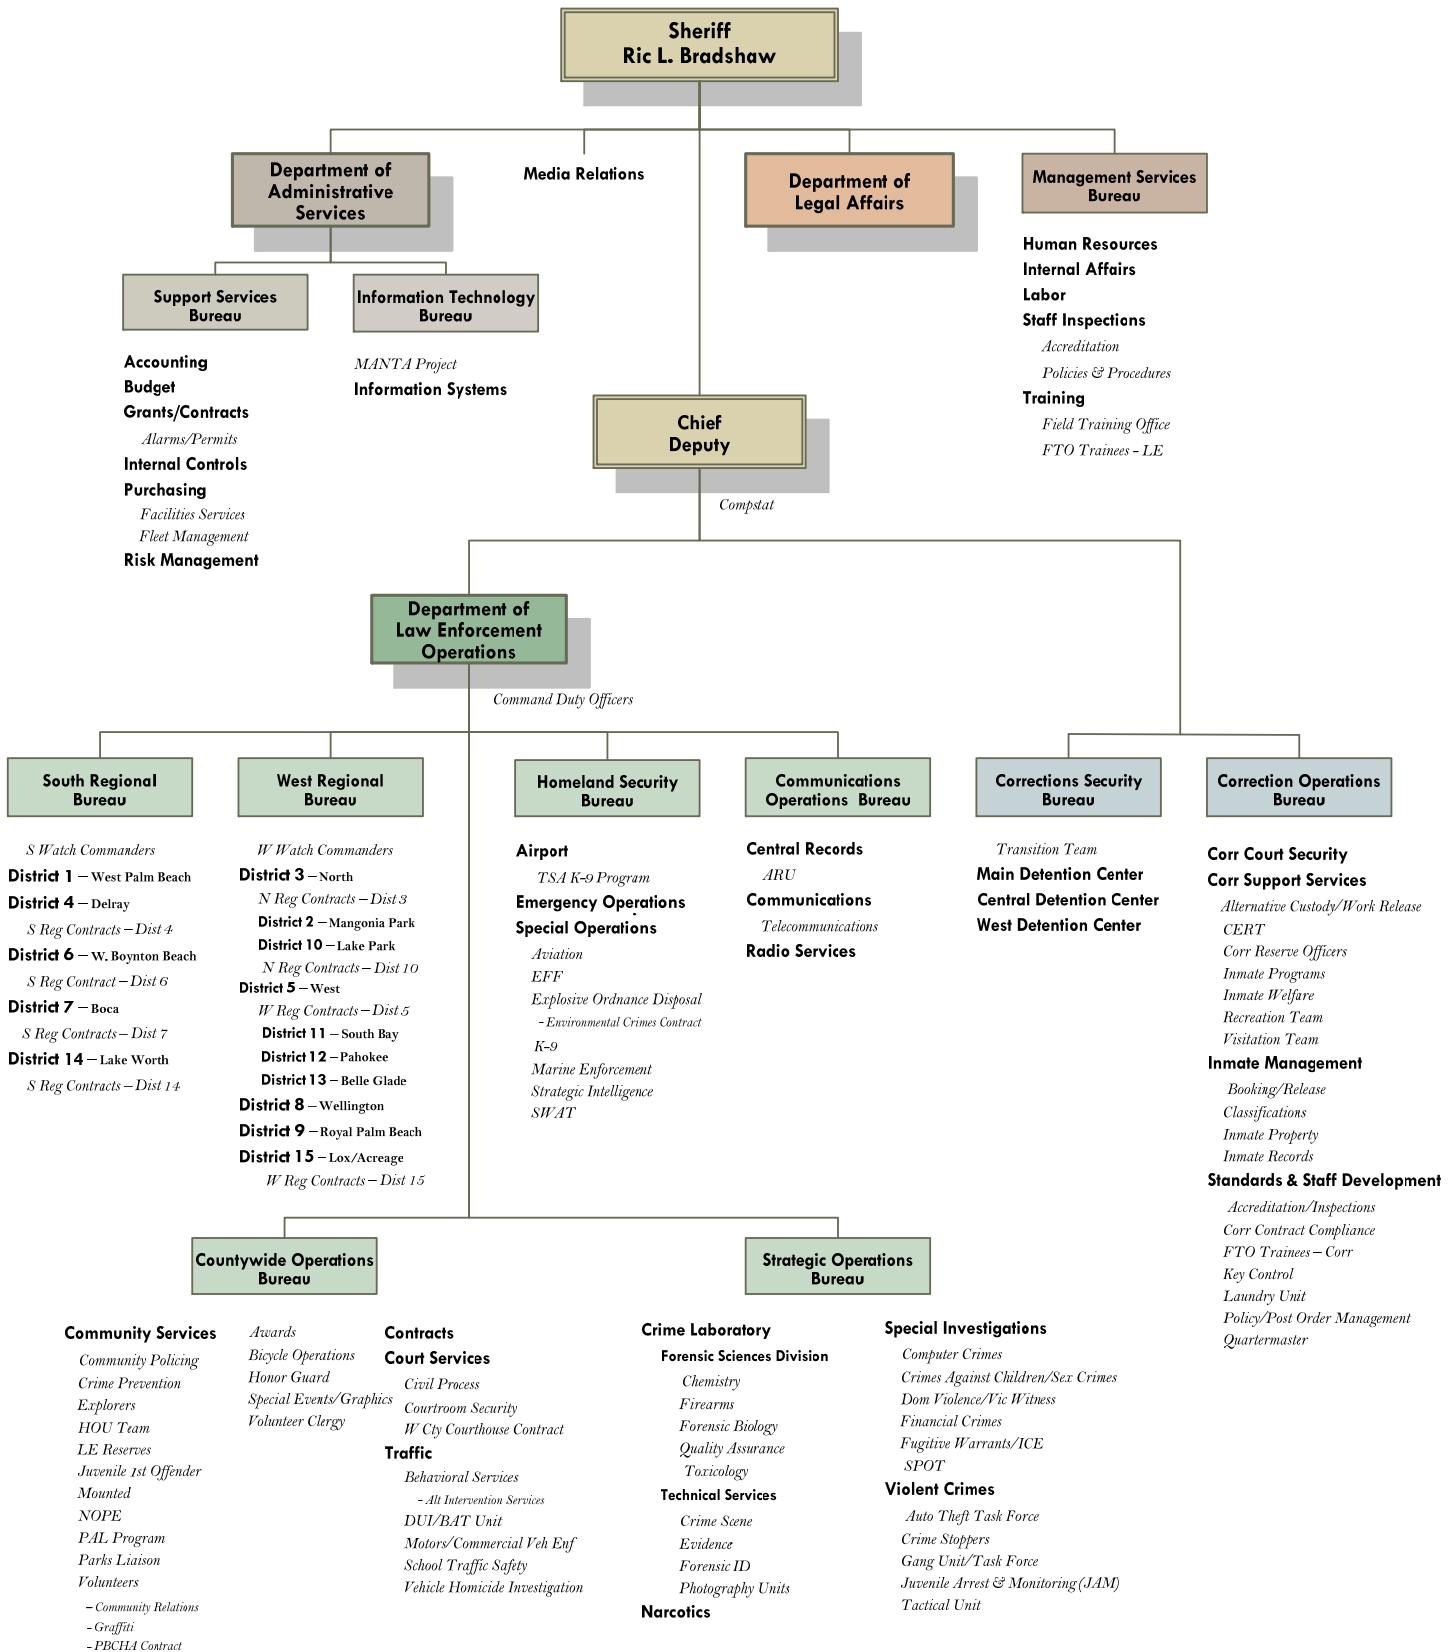 Sheriff
Ric L. Bradshaw
Department of
Administrative
Services
Media Relations
Department of
Legal Affairs
Management Services
Bureau
Human Resources
Internal Affairs
Labor
Staff Inspections
Accreditation
Policies & Procedures
Training
Field Training Office
FTO Trainees - LE
Support Services
Bureau
Accounting
Budget
Grants/Contracts
Alarms/Permits
Internal Controls
Purchasing
Facilities Services
Fleet Management
Risk Management
Information Technology
Bureau
MANTA Project
Information Systems
Chief
Deputy
Compstat
Department of
Law Enforcement
Operations
Command Duty Officers
South Regional
Bureau
S Watch Commanders
District 1 – West Palm Beach
District 4 – Delray
S Reg Contracts – Dist 4
District 6 – W. Boynton Beach
S Reg Contract – Dist 6
District 7 – Boca
S Reg Contracts – Dist 7
District 14 – Lake Worth
S Reg Contracts – Dist 14
West Regional
Bureau
W Watch Commanders
District 3 – North
N Reg Contracts – Dist 3
District 2 – Mangonia Park
District 10 – Lake Park
N Reg Contracts – Dist 10
District 5 – West
W Reg Contracts – Dist 5
District 11 – South Bay
District 12 – Pahokee
District 13 – Belle Glade
District 8 – Wellington
District 9 – Royal Palm Beach
District 15 – Lox/Acreage
W Reg Contracts – Dist 15
Homeland Security
Bureau
Airport
TSA K-9 Program
Emergency Operations
Special Operations
Aviation
EFF
Explosive Ordnance Disposal
- Environmental Crimes Contract
K-9
Marine Enforcement
Strategic Intelligence
SWAT
Communications
Operations Bureau
Central Records
ARU
Communications
Telecommunications
Radio Services
Corrections Security
Bureau
Transition Team
Main Detention Center
Central Detention Center
West Detention Center
Correction Operations
Bureau
Corr Court Security
Corr Support Services
Alternative Custody/Work Release
CERT
Corr Reserve Officers
Inmate Programs
Inmate Welfare
Recreation Team
Visitation Team
Inmate Management
Booking/Release
Classifications
Inmate Property
Inmate Records
Standards & Staff Development
Accreditation/Inspections
Corr Contract Compliance
FTO Trainees – Corr
Key Control
Laundry Unit
Policy/Post Order Management
Quartermaster
Countywide Operations
Bureau
Community Services
Community Policing
Crime Prevention
Explorers
HOU Team
LE Reserves
Juvenile 1st Offender
Mounted
NOPE
PAL Program
Parks Liaison
Volunteers
– Community Relations
- Graffiti
- PBCHA Contract
Awards
Bicycle Operations
Honor Guard
Special Events/Graphics
Volunteer Clergy
Contracts
Court Services
Civil Process
Courtroom Security
W Cty Courthouse Contract
Traffic
Behavioral Services
- Alt Intervention Services
DUI/BAT Unit
Motors/Commercial Veh Enf
School Traffic Safety
Vehicle Homicide Investigation
Strategic Operations
Bureau
Crime Laboratory
Forensic Sciences Division
Chemistry
Firearms
Forensic Biology
Quality Assurance
Toxicology
Technical Services
Crime Scene
Evidence
Forensic ID
Photography Units
Narcotics
Special Investigations
Computer Crimes
Crimes Against Children/Sex Crimes
Dom Violence/Vic Witness
Financial Crimes
Fugitive Warrants/ICE
SPOT
Violent Crimes
Auto Theft Task Force
Crime Stoppers
Gang Unit/Task Force
Juvenile Arrest & Monitoring (JAM)
Tactical Unit